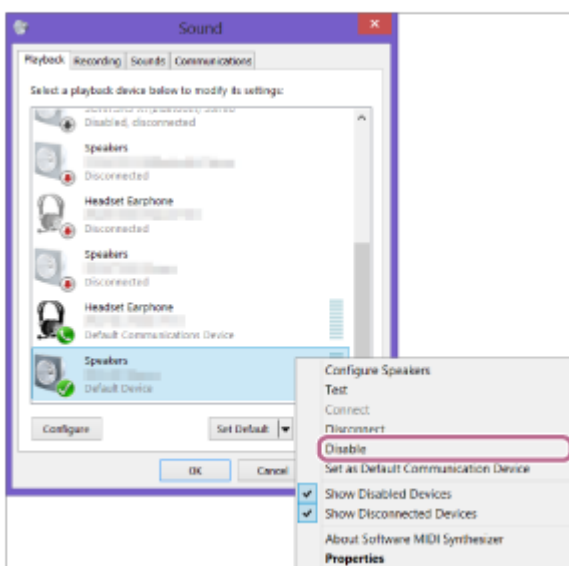 Sound
Playback Recording Sounds Communications
Select a playback device below to modify its settings:
Disabled, disconnected
Speakers
Disconnected
Headset Earphone
Disconnected
Speakers
Disconnected
Headset Earphone
Default Communications Device
Speakers
Default Device
Configure Set Default
OK Cancel
Configure Speakers
Test
Connect
Disconnect
Disable
Set as Default Communication Device
Show Disabled Devices
Show Disconnected Devices
About Software MIDI Synthesizer
Properties